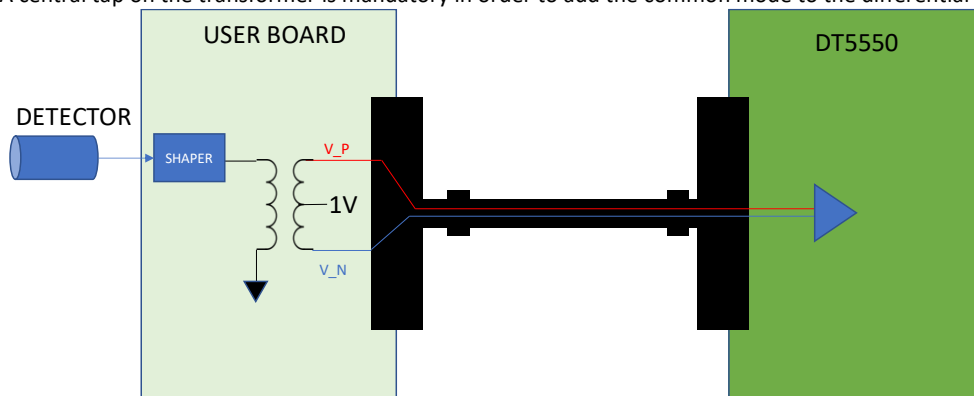 A central tap on the transformer is mandatory in order to add the common mode to the differential
USER BOARD
DT5550
DETECTOR
SHAPER
V_P
1V
V_N